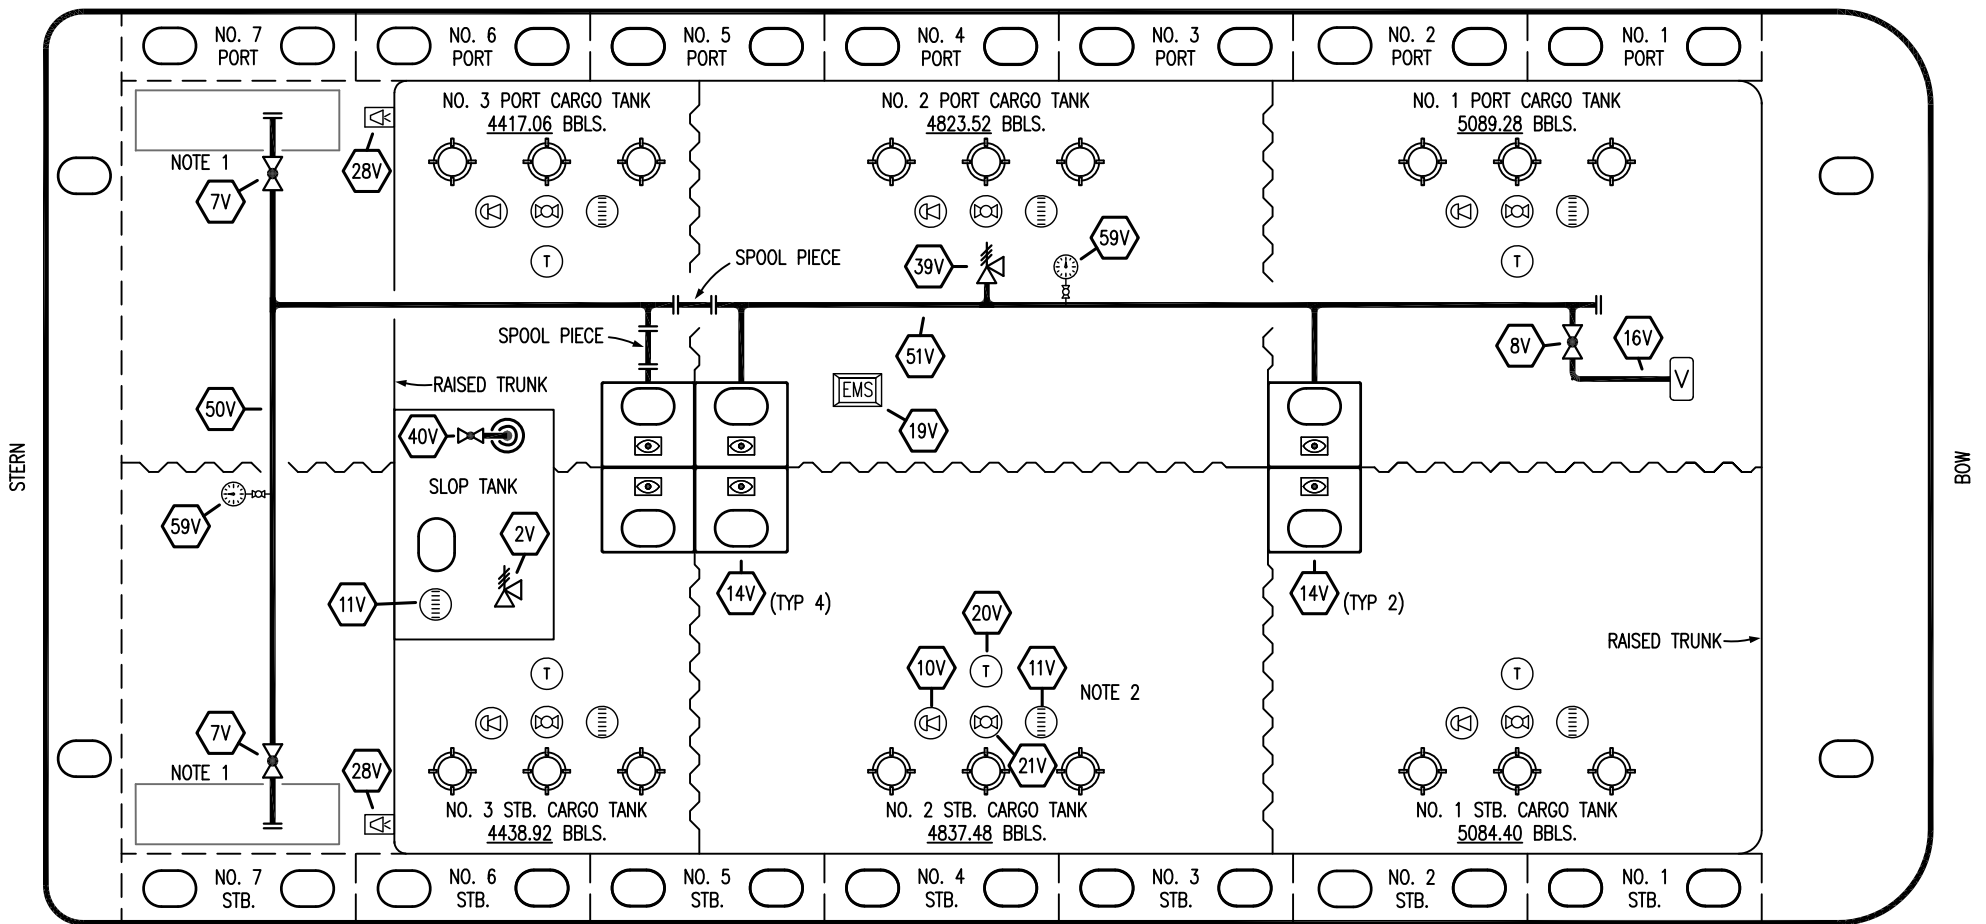 NO. 7 PORT
NO. 6 PORT
NO. 5 PORT
NO. 4 PORT
NO. 3 PORT
NO. 2 PORT
NO. 1 PORT
NO. 3 PORT CARGO TANK
4417.06 BBLS.
NO. 2 PORT CARGO TANK
4823.52 BBLS.
NO. 1 PORT CARGO TANK
5089.28 BBLS.
NOTE 1
7V
28V
T
SPOOL PIECE
39V
59V
T
SPOOL PIECE
51V
8V
16V
V
RAISED TRUNK
EMS
50V
40V
19V
STERN
BOW
SLOP TANK
59V
2V
11V
14V
(TYP 4)
14V
(TYP 2)
20V
RAISED TRUNK
T
10V
T
11V
NOTE 2
T
7V
NOTE 1
28V
21V
NO. 3 STB. CARGO TANK
4438.92 BBLS.
NO. 2 STB. CARGO TANK
4837.48 BBLS.
NO. 1 STB. CARGO TANK
5084.40 BBLS.
NO. 7 STB.
NO. 6 STB.
NO. 5 STB.
NO. 4 STB.
NO. 3 STB.
NO. 2 STB.
NO. 1 STB.